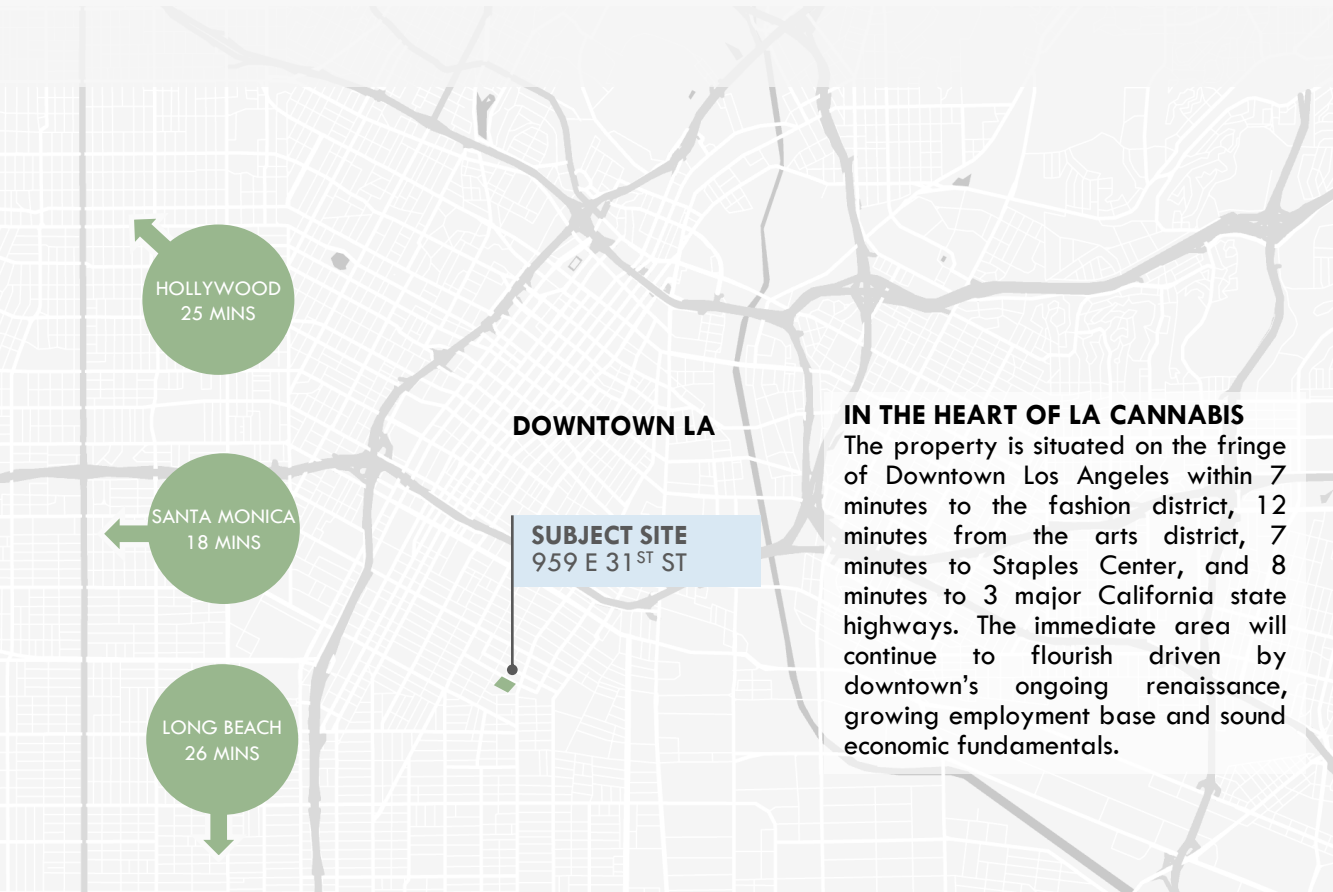 HOLLYWOOD
25 MINS
SANTA MONICA
18 MINS
LONG BEACH
26 MINS
DOWNTOWN LA
SUBJECT SITE
959 E 31ST ST
IN THE HEART OF LA CANNABIS
The property is situated on the fringe
of Downtown Los Angeles within 7
minutes to the fashion district, 12
minutes from the arts district, 7
minutes to Staples Center, and 8
minutes to 3 major California state
highways. The immediate area will
continue to flourish driven by
downtown’s ongoing renaissance,
growing employment base and sound
economic fundamentals.